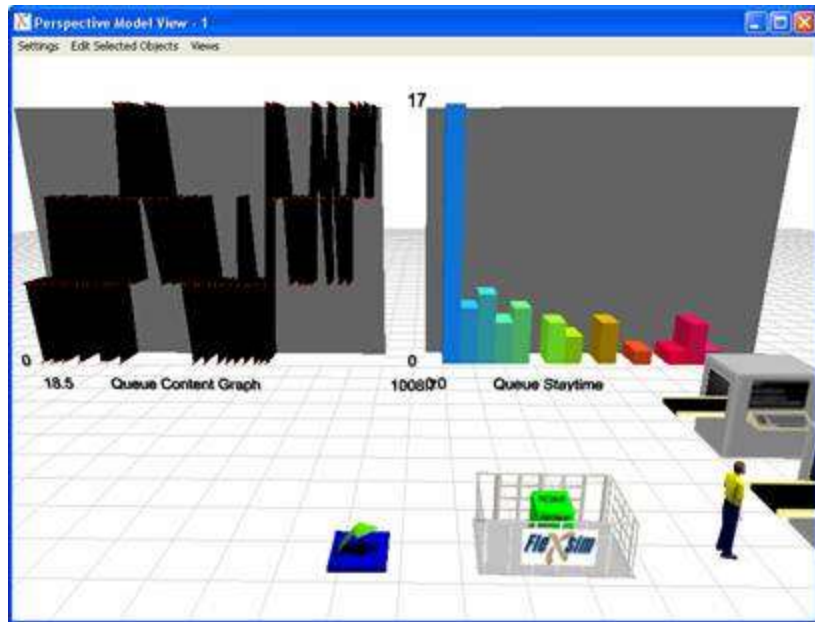 Perspective Model View - 1
Settings Edit Selected Objects Views
17
0
0
18.5
Queue Content Graph
Queue Staytime
FleXsim